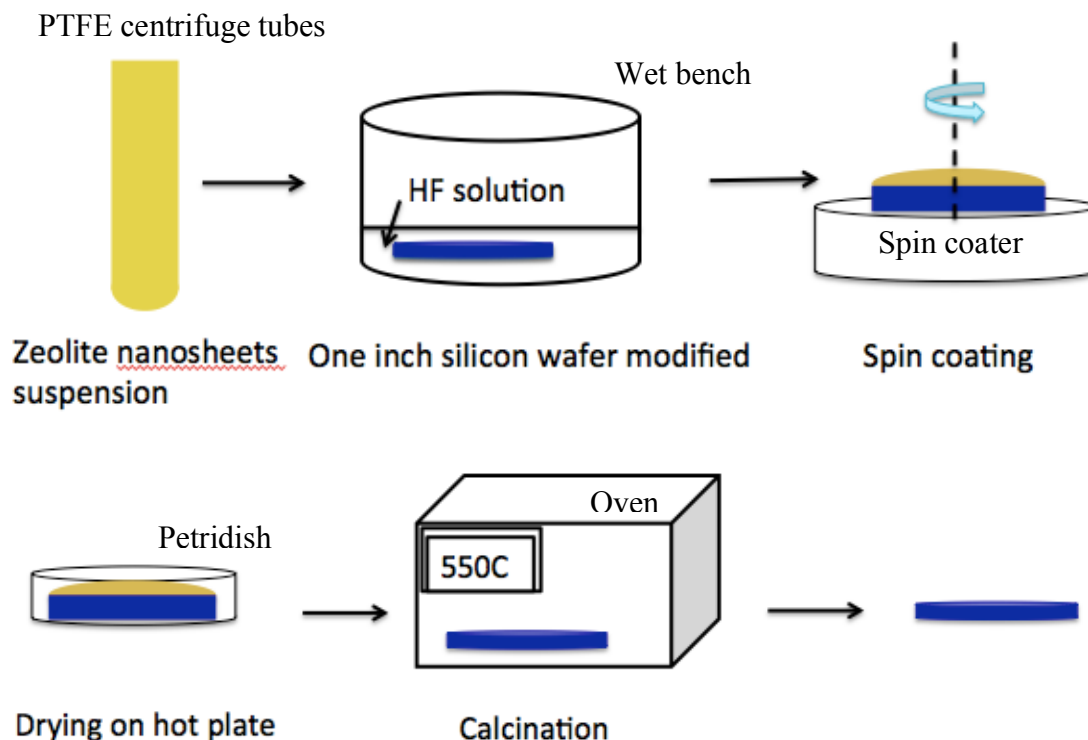 PTFE centrifuge tubes
Wet bench
HF solution
Spin coater
Zeolite nanosheets
suspension
One inch silicon wafer modified
Spin coating
Petridish
Oven
550C
Drying on hot plate
Calcination